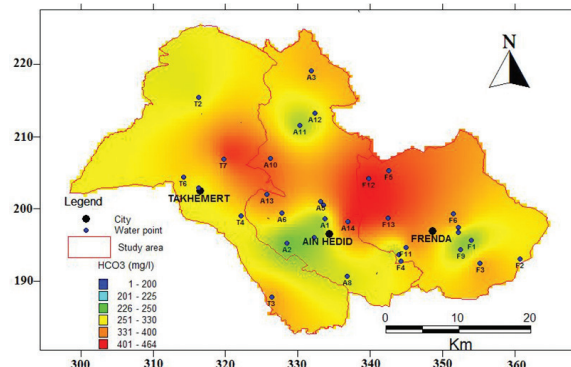 N
220
210
200
190
300
310
320
330
340
350
360
A3
T2
A12
A11
T7
A10
F5
F12
T6
TAKHEMERT
A13
A5
T4
A6
A1
A14
F13
F6
AIN HEDID
FRENDA
A2
F1
F11
F9
F4
F3
F2
A8
T3
Legend
City
Water point
Study area
HCO3 (mg/l)
1 - 200
201 - 225
226 - 250
251 - 330
331 - 400
401 - 464
0 10 20
Km